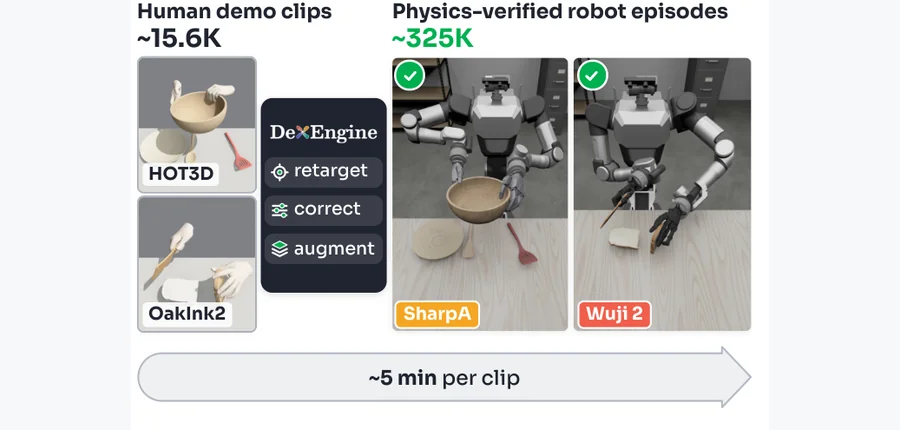 Human demo clips
~15.6K
Physics-verified robot episodes
~325K
HOT3D
OakInk2
DeXEngine
retarget
correct
augment
SharpA
Wuji 2
~5 min per clip